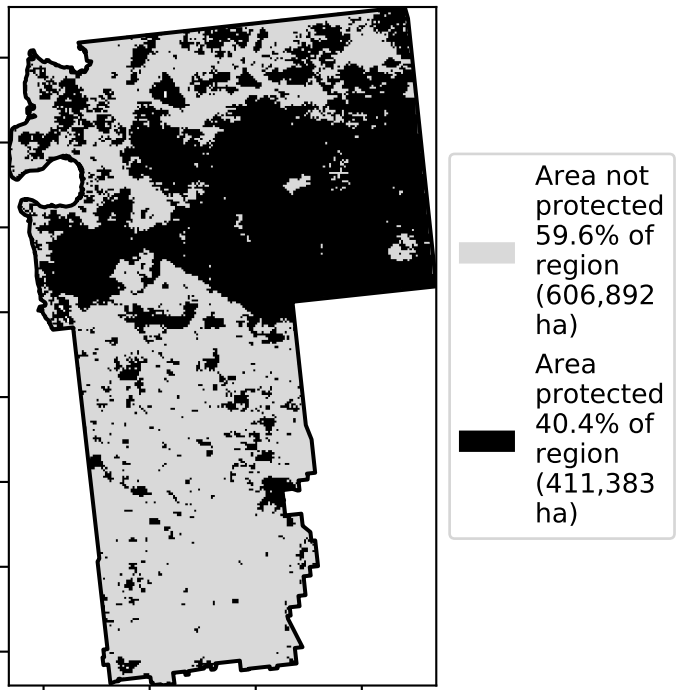 Area not
protected
59.6% of
region
(606,892
ha)
Area
protected
40.4% of
region
(411,383
ha)